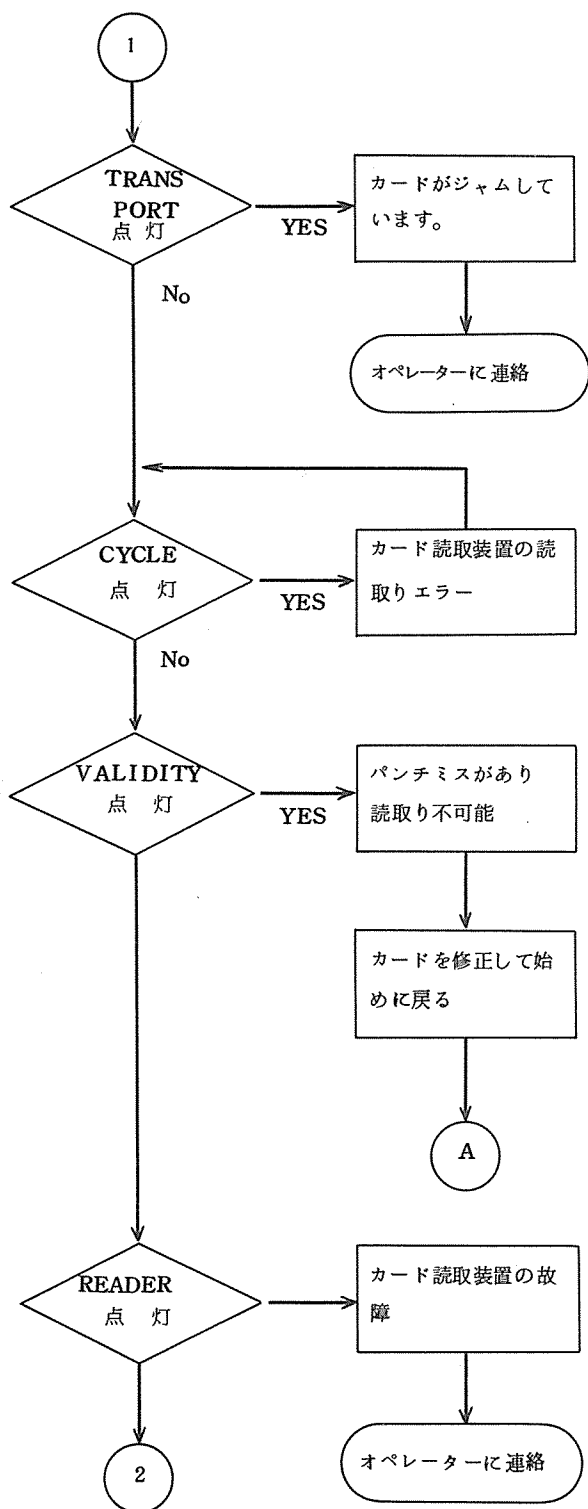 1
TRANS
PORT
点灯
YES
カードがジャムして
います。
No
オペレーターに連絡
CYCLE
点 灯
YES
カード読取装置の読
取りエラー
No
VALIDITY
点 灯
YES
パンチミスがあり
読取り不可能
カードを修正して始
めに戻る
A
READER
点 灯
カード読取装置の故
障
オペレーターに連絡
2